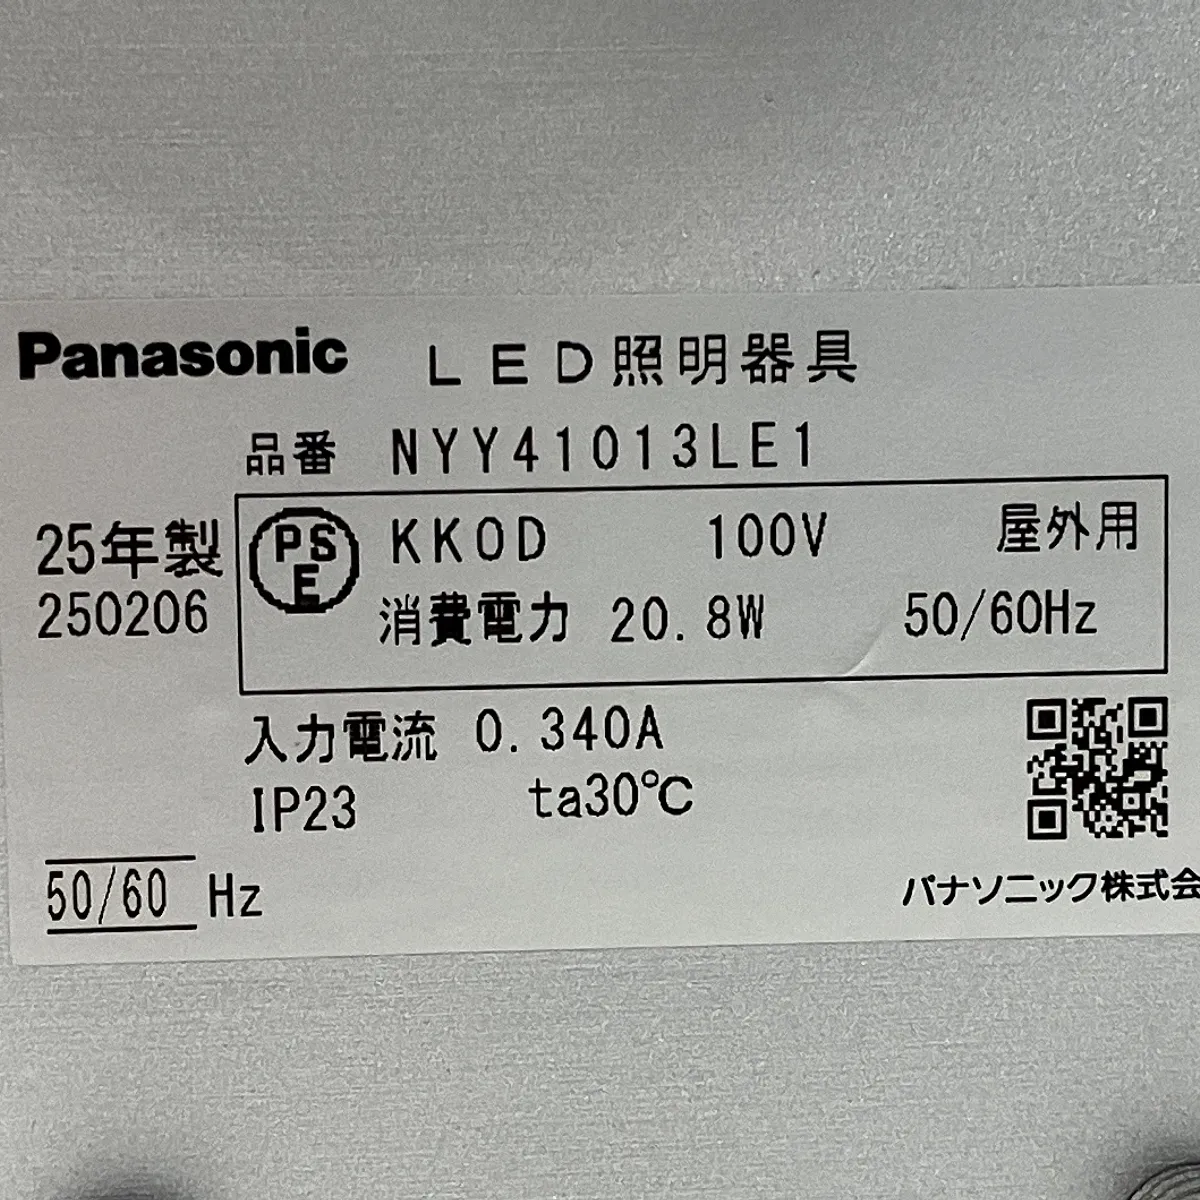 Panasonic LED照明器具
品番 NYY41013LE1
25年製
250206
PSE KKOD 100V 屋外用
消費電力 20.8W 50/60Hz
入力電流 0.340A
IP23 ta30℃
50/60 Hz
パナソニック株式会